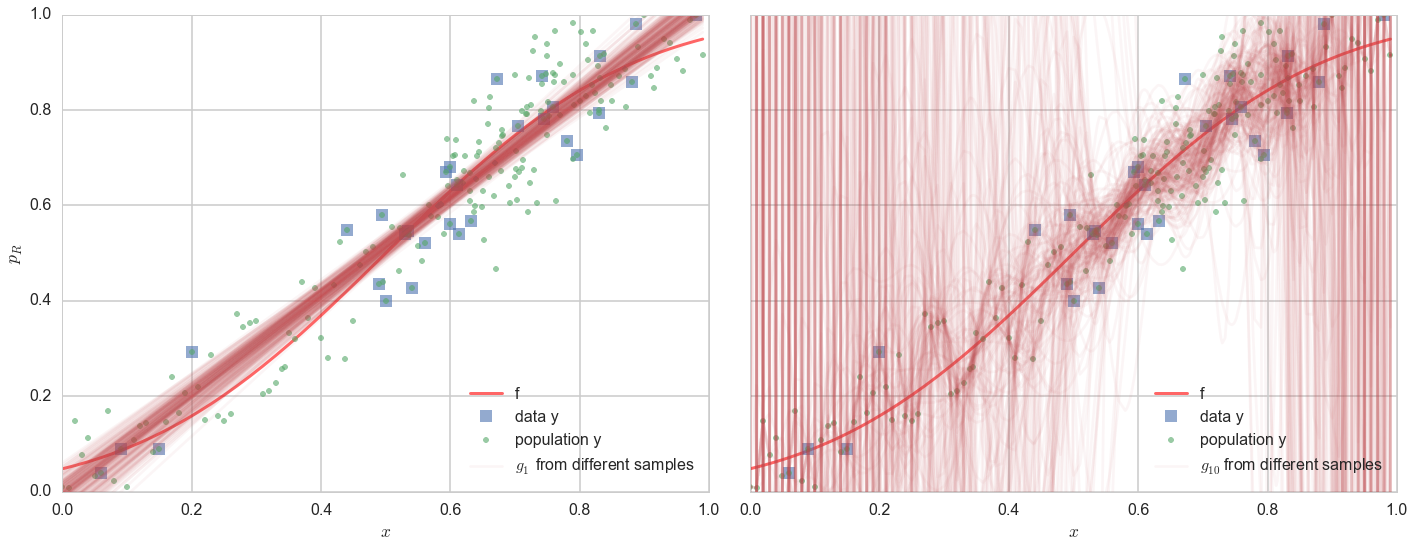 1.0
0.8
0.6
0.4
0.2
0.0
p_R
0.0 0.2 0.4 0.6 0.8 1.0
x
f
data y
population y
g_1 from different samples
0.0 0.2 0.4 0.6 0.8 1.0
x
f
data y
population y
g_10 from different samples